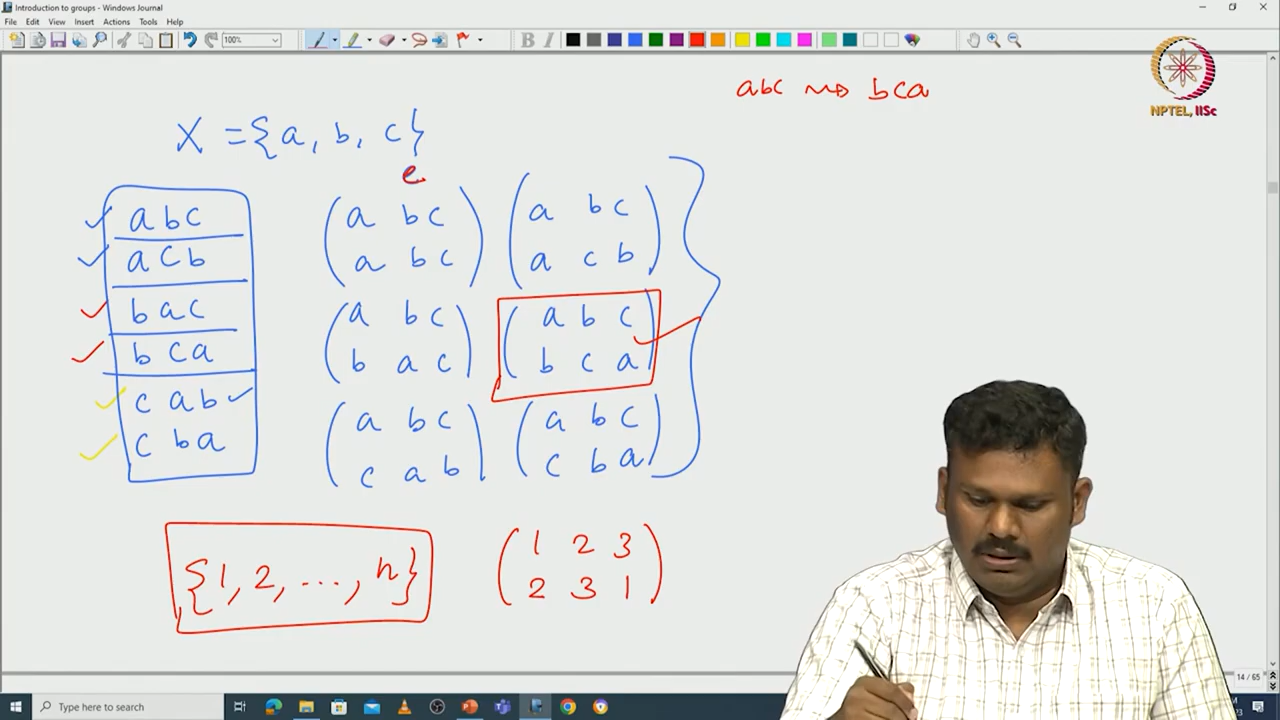 Introduction to groups - Windows Journal
File Edit View Insert Actions Tools Help
100%
NPTEL, IISc
abc ⇝ bca
X = {a, b, c}
e
abc
acb
bac
bca
cab
cba
( a b c ) ( a b c )
( a b c ) ( a c b )
( a b c ) ( a b c )
( b a c ) ( b c a )
( a b c ) ( a b c )
( c a b ) ( c b a )
{1, 2, ..., n}
( 1 2 3 )
( 2 3 1 )
14 / 65
Type here to search